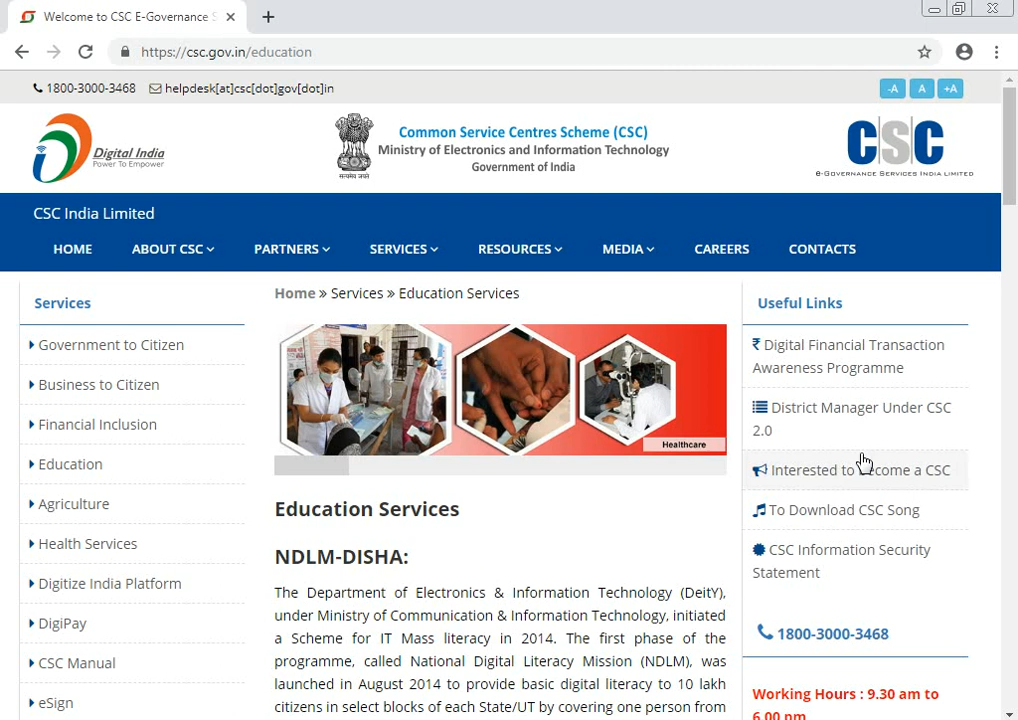 Welcome to CSC E-Governance S
https://csc.gov.in/education
1800-3000-3468 helpdesk[at]csc[dot]gov[dot]in
-A A +A
Digital India
Power To Empower
सत्यमेव जयते
Common Service Centres Scheme (CSC)
Ministry of Electronics and Information Technology
Government of India
CSC
e-GOVERNANCE SERVICES INDIA LIMITED
CSC India Limited
HOME ABOUT CSC PARTNERS SERVICES RESOURCES MEDIA CAREERS CONTACTS
Services
Government to Citizen
Business to Citizen
Financial Inclusion
Education
Agriculture
Health Services
Digitize India Platform
DigiPay
CSC Manual
eSign
Home » Services » Education Services
Healthcare
Education Services
NDLM-DISHA:
The Department of Electronics & Information Technology (DeitY),
under Ministry of Communication & Information Technology, initiated
a Scheme for IT Mass literacy in 2014. The first phase of the
programme, called National Digital Literacy Mission (NDLM), was
launched in August 2014 to provide basic digital literacy to 10 lakh
citizens in select blocks of each State/UT by covering one person from
Useful Links
₹ Digital Financial Transaction
Awareness Programme
District Manager Under CSC
2.0
Interested to Become a CSC
To Download CSC Song
CSC Information Security
Statement
1800-3000-3468
Working Hours : 9.30 am to
6.00 pm